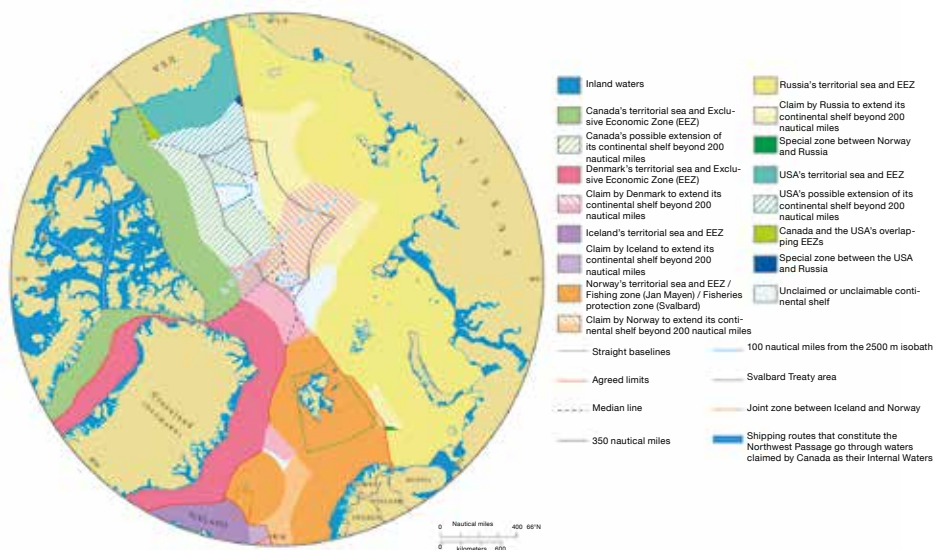 U S A
Greenland
(DENMARK)
ICELAND
Inland waters
Canada's territorial sea and Exclu-
sive Economic Zone (EEZ)
Canada's possible extension of
its continental shelf beyond 200
nautical miles
Denmark's territorial sea and Exclu-
sive Economic Zone (EEZ)
Claim by Denmark to extend its
continental shelf beyond 200
nautical miles
Iceland's territorial sea and EEZ
Claim by Iceland to extend its
continental shelf beyond 200
nautical miles
Norway's territorial sea and EEZ /
Fishing zone (Jan Mayen) / Fisheries
protection zone (Svalbard)
Claim by Norway to extend its conti-
nental shelf beyond 200 nautical miles
Straight baselines
Agreed limits
Median line
350 nautical miles
Russia's territorial sea and EEZ
Claim by Russia to extend its
continental shelf beyond 200
nautical miles
Special zone between Norway
and Russia
USA's territorial sea and EEZ
USA's possible extension of its
continental shelf beyond 200
nautical miles
Canada and the USA's overlap-
ping EEZs
Special zone between the USA
and Russia
Unclaimed or unclaimable conti-
nental shelf
100 nautical miles from the 2500 m isobath
Svalbard Treaty area
Joint zone between Iceland and Norway
Shipping routes that constitute the
Northwest Passage go through waters
claimed by Canada as their Internal Waters
0 Nautical miles 400 66°N
0 kilometers 600